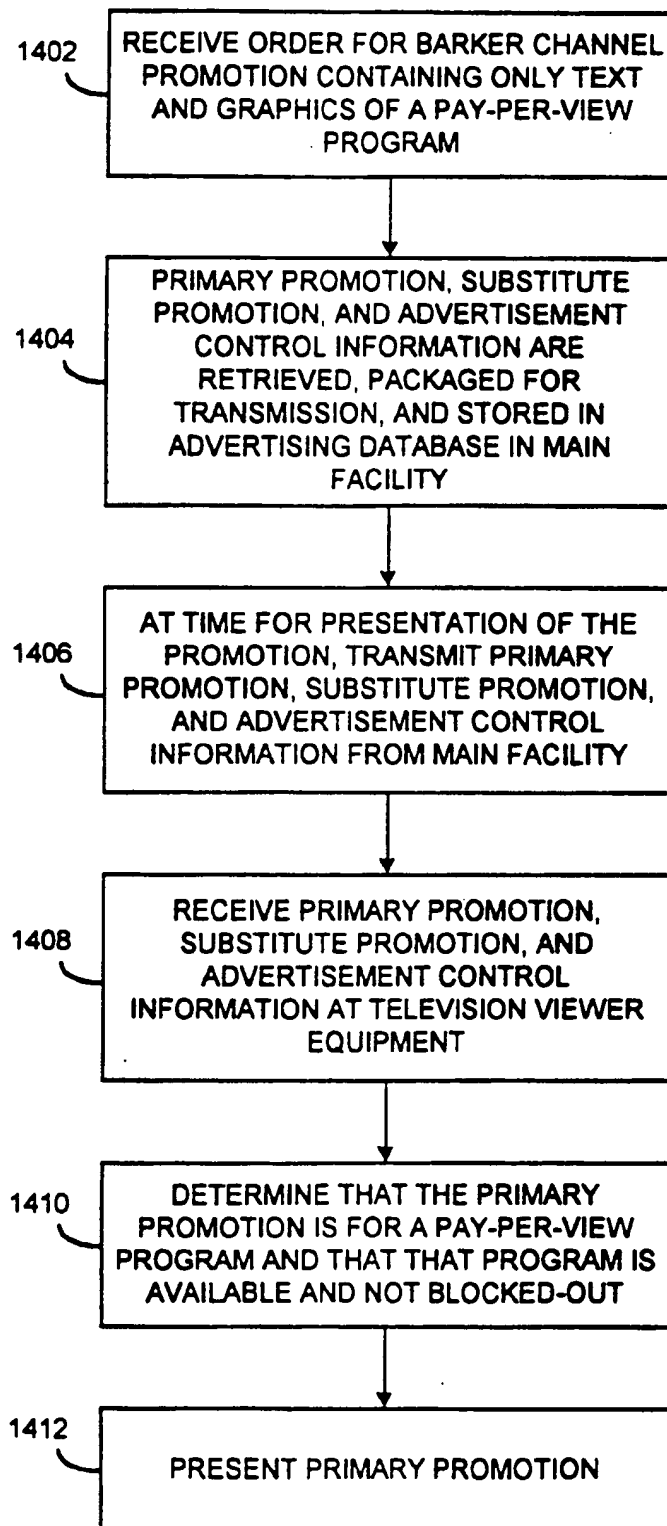 1402
RECEIVE ORDER FOR BARKER CHANNEL
PROMOTION CONTAINING ONLY TEXT
AND GRAPHICS OF A PAY-PER-VIEW
PROGRAM
1404
PRIMARY PROMOTION, SUBSTITUTE
PROMOTION, AND ADVERTISEMENT
CONTROL INFORMATION ARE
RETRIEVED, PACKAGED FOR
TRANSMISSION, AND STORED IN
ADVERTISING DATABASE IN MAIN
FACILITY
1406
AT TIME FOR PRESENTATION OF THE
PROMOTION, TRANSMIT PRIMARY
PROMOTION, SUBSTITUTE PROMOTION,
AND ADVERTISEMENT CONTROL
INFORMATION FROM MAIN FACILITY
1408
RECEIVE PRIMARY PROMOTION,
SUBSTITUTE PROMOTION, AND
ADVERTISEMENT CONTROL
INFORMATION AT TELEVISION VIEWER
EQUIPMENT
1410
DETERMINE THAT THE PRIMARY
PROMOTION IS FOR A PAY-PER-VIEW
PROGRAM AND THAT THAT PROGRAM IS
AVAILABLE AND NOT BLOCKED-OUT
1412
PRESENT PRIMARY PROMOTION